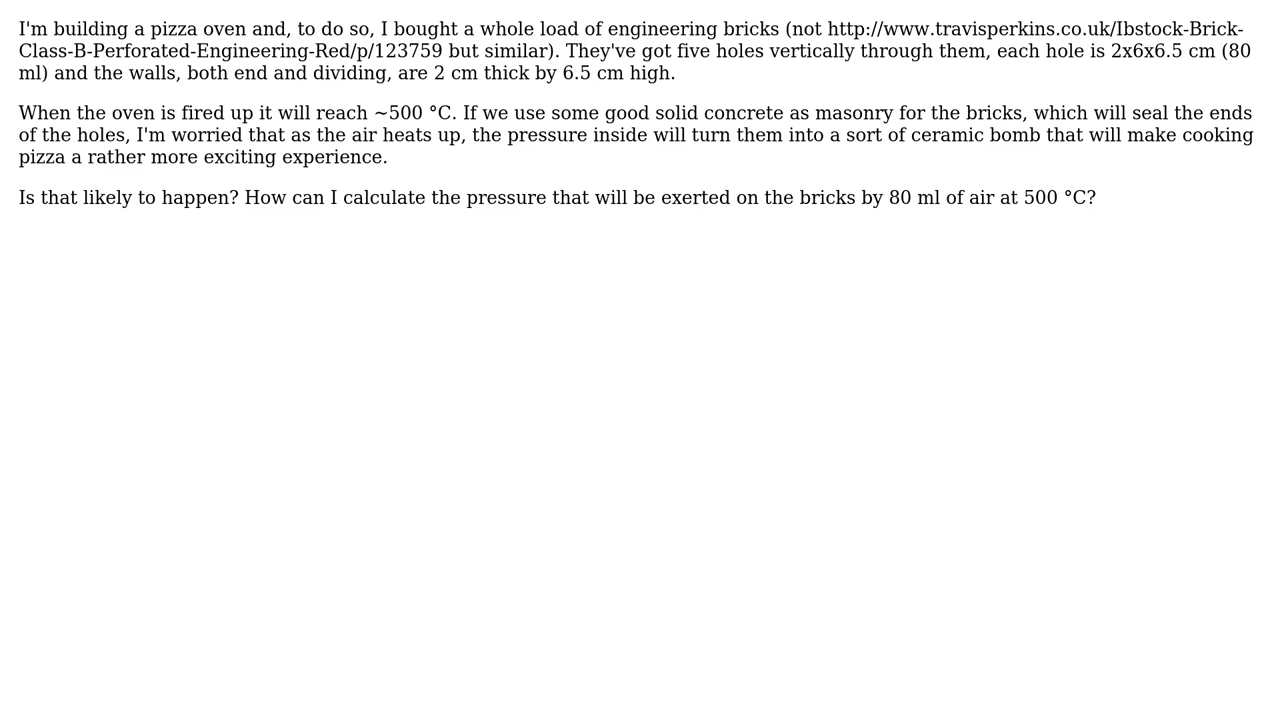 I'm building a pizza oven and, to do so, I bought a whole load of engineering bricks (not http://www.travisperkins.co.uk/Ibstock-Brick-
Class-B-Perforated-Engineering-Red/p/123759 but similar). They've got five holes vertically through them, each hole is 2x6x6.5 cm (80
ml) and the walls, both end and dividing, are 2 cm thick by 6.5 cm high.
When the oven is fired up it will reach ~500 °C. If we use some good solid concrete as masonry for the bricks, which will seal the ends
of the holes, I'm worried that as the air heats up, the pressure inside will turn them into a sort of ceramic bomb that will make cooking
pizza a rather more exciting experience.
Is that likely to happen? How can I calculate the pressure that will be exerted on the bricks by 80 ml of air at 500 °C?